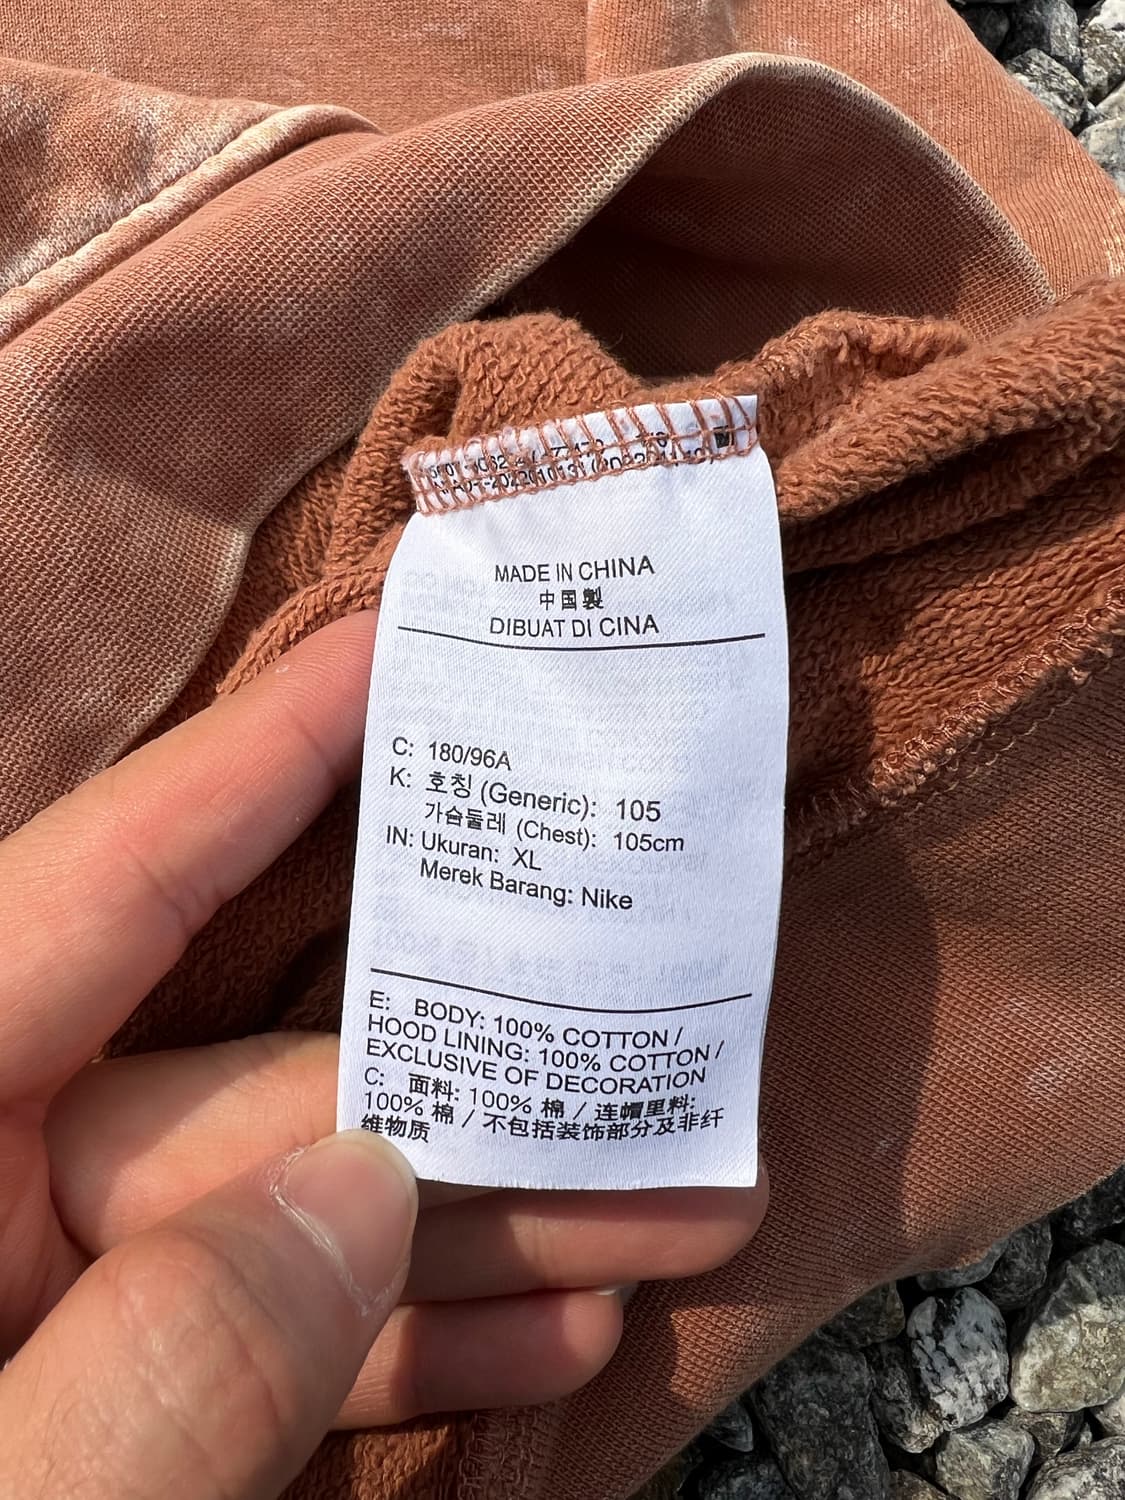 MADE IN CHINA
中国製
DIBUAT DI CINA
C: 180/96A
K: 호칭 (Generic): 105
가슴둘레 (Chest): 105cm
IN: Ukuran: XL
Merek Barang: Nike
E: BODY: 100% COTTON /
HOOD LINING: 100% COTTON /
EXCLUSIVE OF DECORATION
C: 面料: 100% 棉 / 连帽里料:
100% 棉 / 不包括装饰部分及非纤
维物质